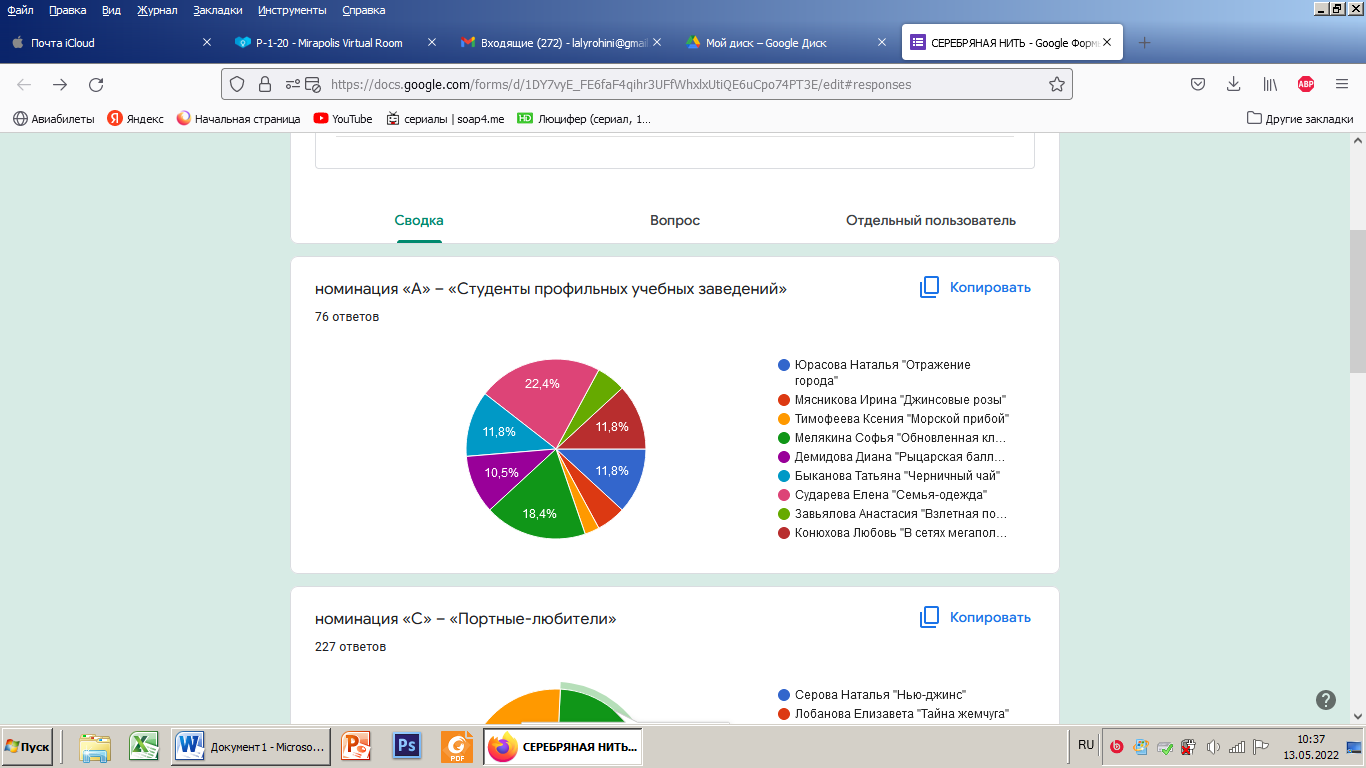 Файл Правка Вид Журнал Закладки Инструменты Справка
Почта iCloud
P-1-20 - Mirapolis Virtual Room
Входящие (272) - lalyrohini@gmai
Мой диск – Google Диск
СЕРЕБРЯНАЯ НИТЬ - Google Форм
https://docs.google.com/forms/d/1DY7vyE_FE6faF4qihr3UFfWhxlxUtiQE6uCpo74PT3E/edit#responses
ABP
Авиабилеты
Яндекс
Начальная страница
YouTube
сериалы | soap4.me
HD Люцифер (сериал, 1...
Другие закладки
Сводка
Вопрос
Отдельный пользователь
номинация «А» – «Студенты профильных учебных заведений»
Копировать
76 ответов
22,4%
11,8%
11,8%
10,5%
11,8%
18,4%
Юрасова Наталья "Отражение
города"
Мясникова Ирина "Джинсовые розы"
Тимофеева Ксения "Морской прибой"
Мелякина Софья "Обновленная кл…
Демидова Диана "Рыцарская балл…
Быканова Татьяна "Черничный чай"
Сударева Елена "Семья-одежда"
Завьялова Анастасия "Взлетная по…
Конюхова Любовь "В сетях мегапол…
номинация «С» – «Портные-любители»
Копировать
227 ответов
Серова Наталья "Нью-джинс"
Лобанова Елизавета "Тайна жемчуга"
Пуск
Документ1 - Microso...
Ps
PDF
СЕРЕБРЯНАЯ НИТЬ...
RU
10:37
13.05.2022